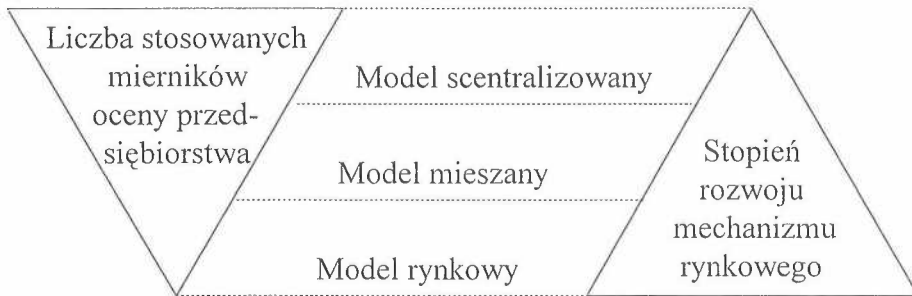 Liczba stosowanych
mierników
oceny przed-
siębiorstwa
Model scentralizowany
Model mieszany
Model rynkowy
Stopień
rozwoju
mechanizmu
rynkowego